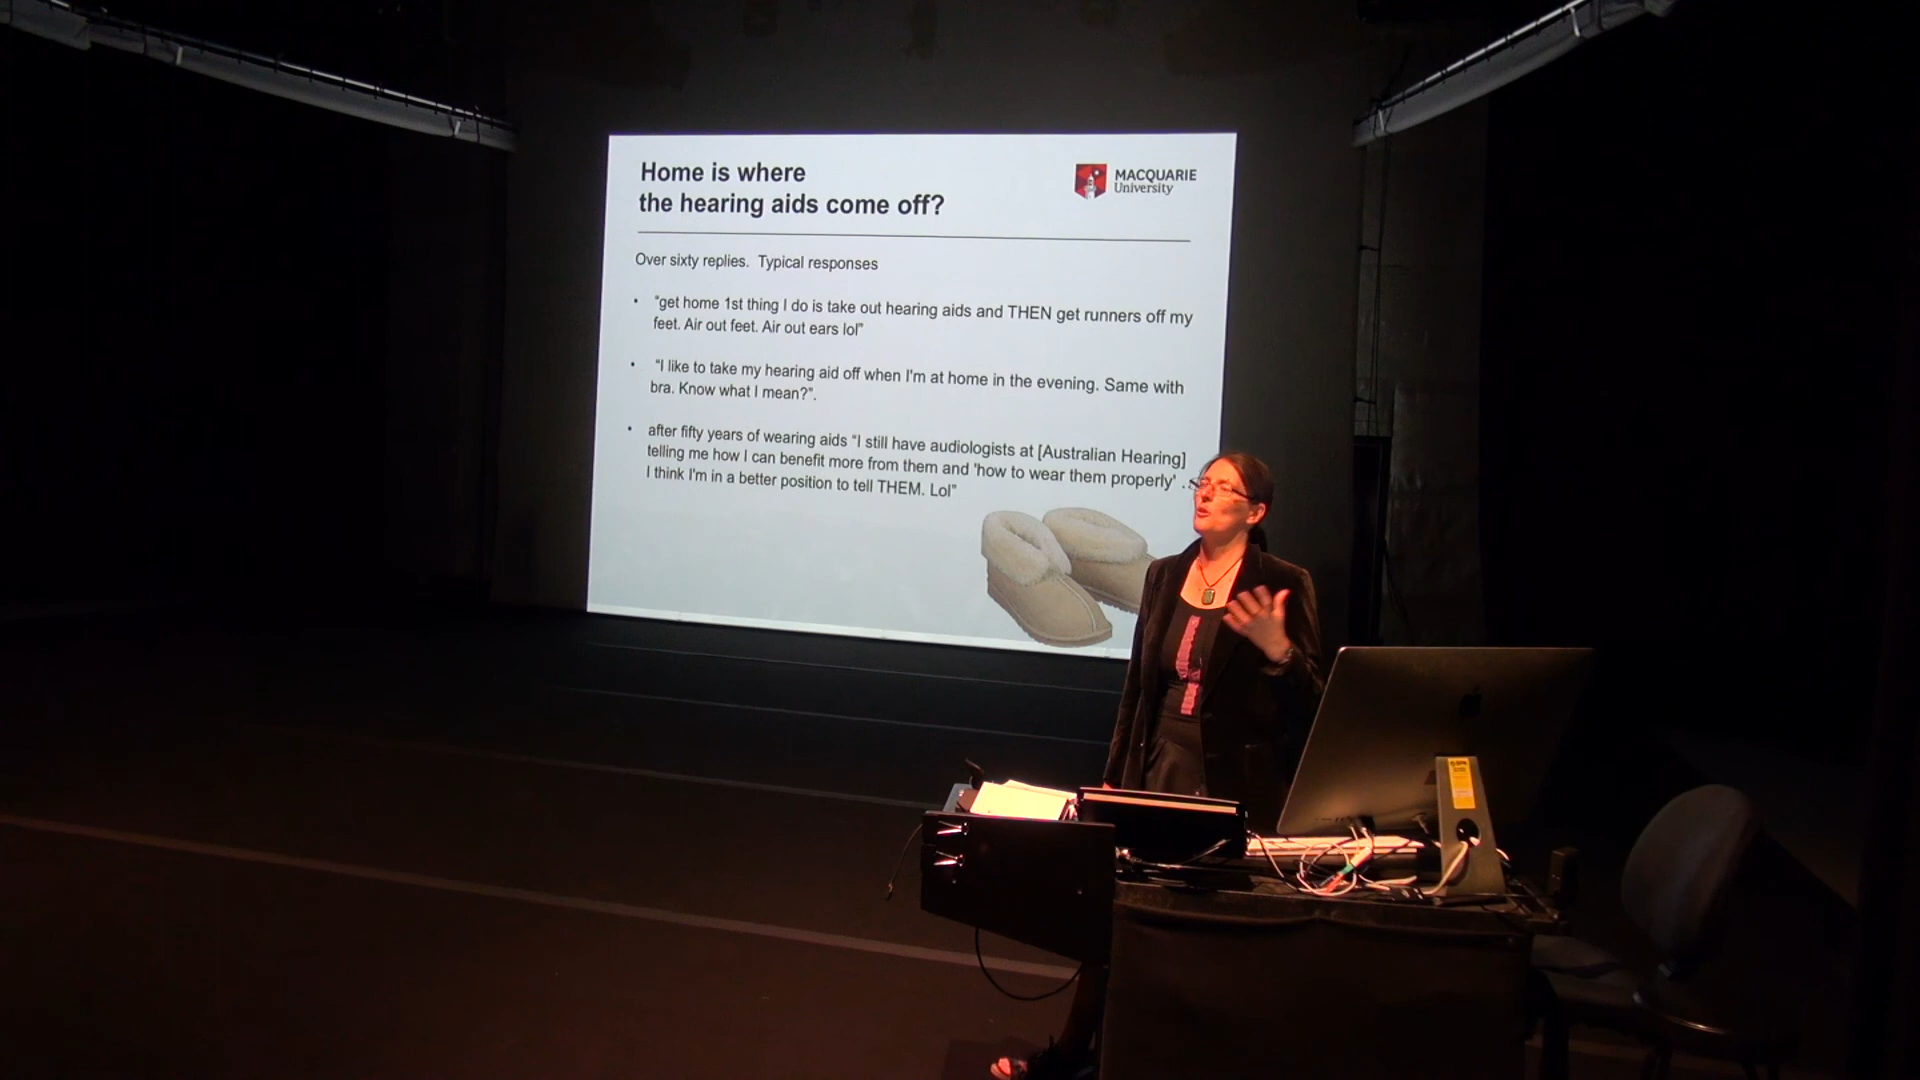 Home is where
the hearing aids come off?
MACQUARIE
University
Over sixty replies. Typical responses
• "get home 1st thing I do is take out hearing aids and THEN get runners off my
feet. Air out feet. Air out ears lol"
• "I like to take my hearing aid off when I'm at home in the evening. Same with
bra. Know what I mean?".
• after fifty years of wearing aids "I still have audiologists at [Australian Hearing]
telling me how I can benefit more from them and 'how to wear them properly' ..
I think I'm in a better position to tell THEM. Lol"